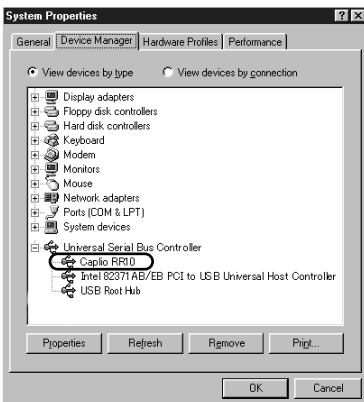 System Properties
General Device Manager Hardware Profiles Performance
View devices by type View devices by connection
Display adapters
Floppy disk controllers
Hard disk controllers
Keyboard
Modem
Monitors
Mouse
Network adapters
Ports (COM & LPT)
System devices
Universal Serial Bus Controller
Caplio RR10
Intel 82371AB/EB PCI to USB Universal Host Controller
USB Root Hub
Properties Refresh Remove Print...
OK Cancel